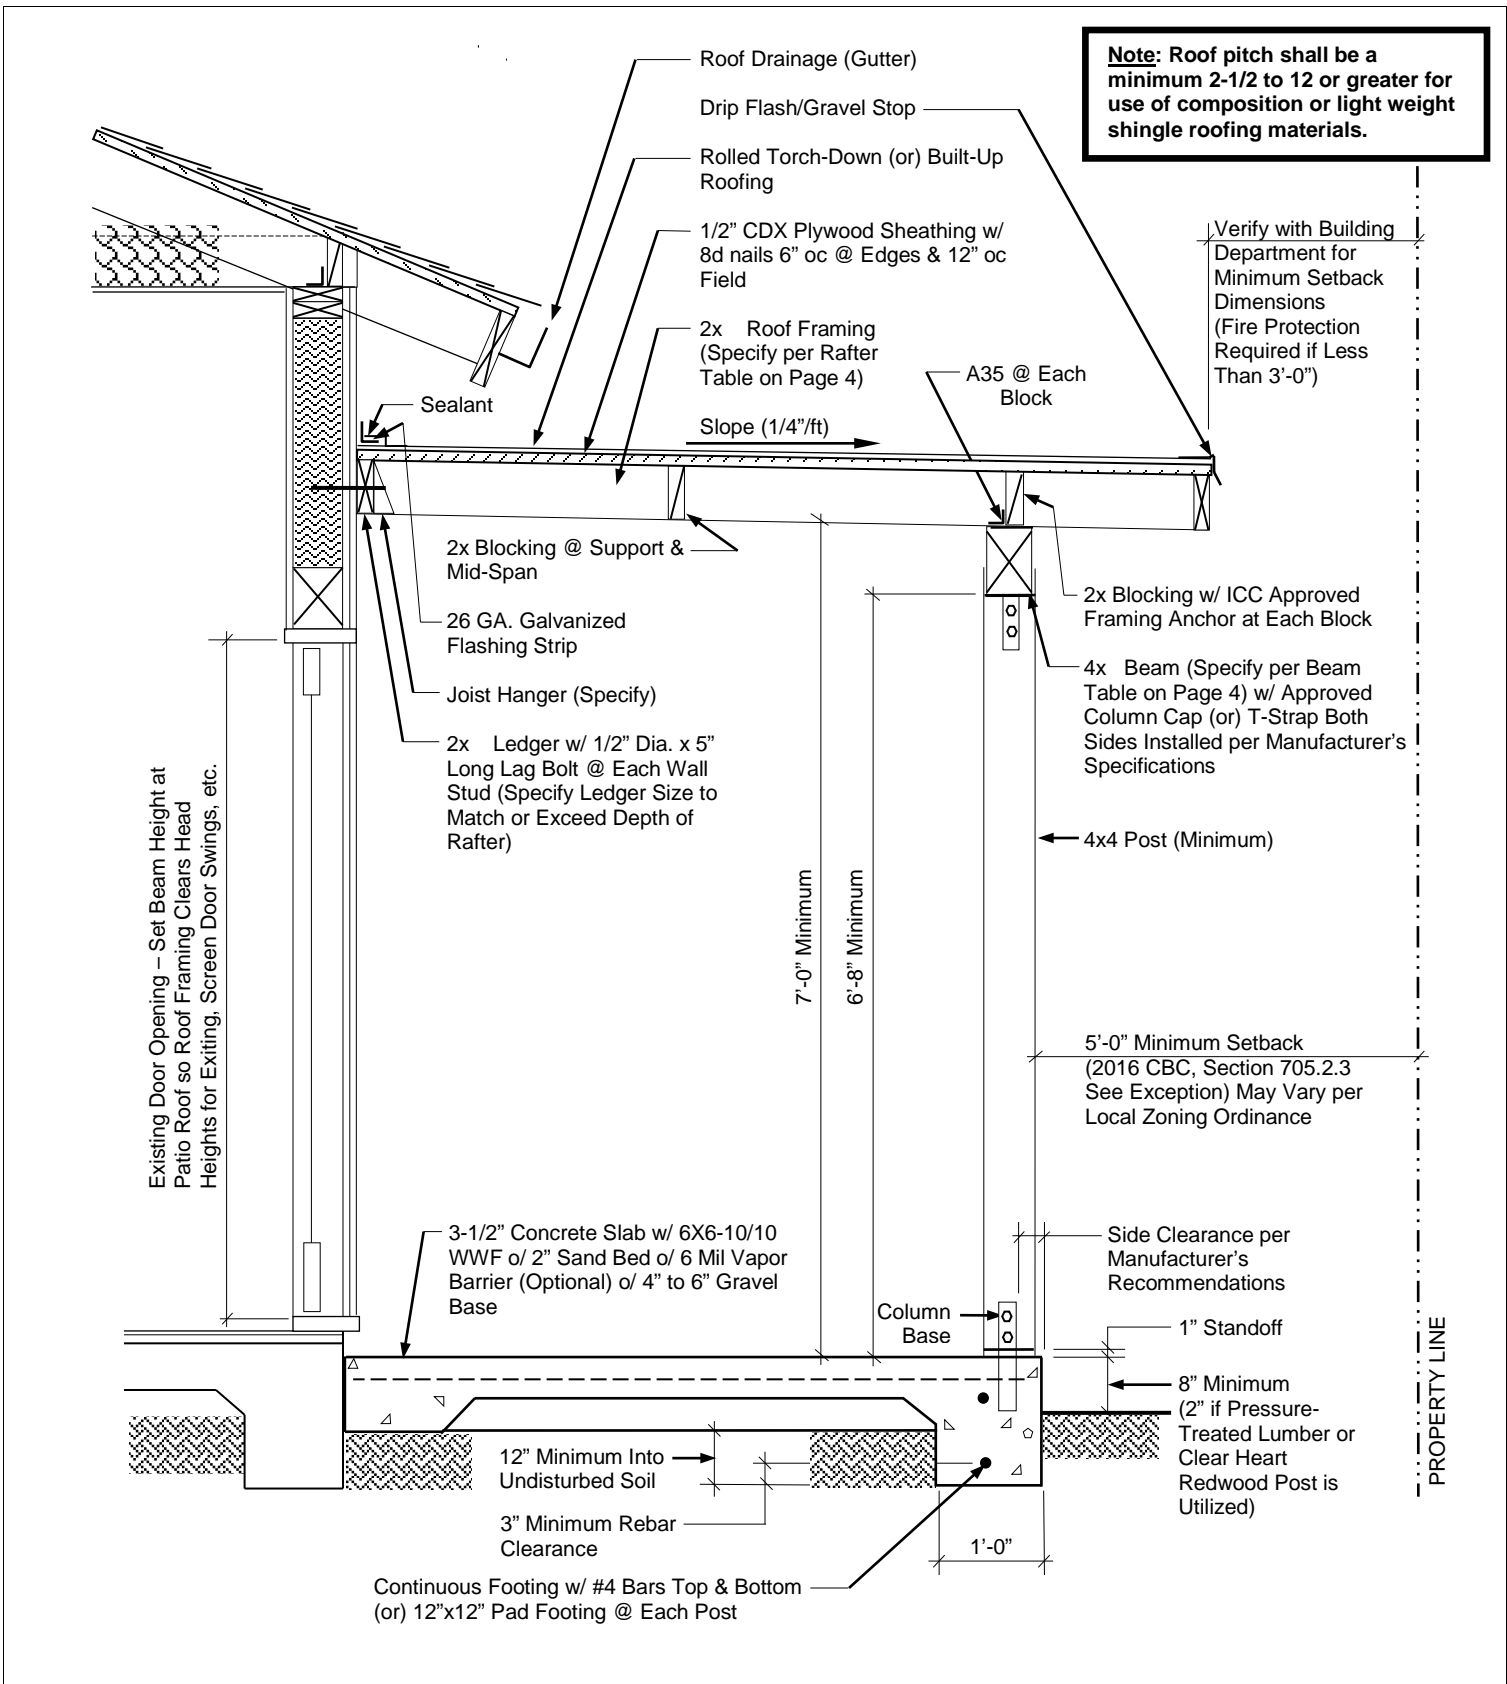 Roof Drainage (Gutter)
Drip Flash/Gravel Stop
Rolled Torch-Down (or) Built-Up
Roofing
1/2” CDX Plywood Sheathing w/
8d nails 6” oc @ Edges & 12” oc
Field
2x Roof Framing
(Specify per Rafter
Table on Page 4)
Slope (1/4”/ft)
Note: Roof pitch shall be a
minimum 2-1/2 to 12 or greater for
use of composition or light weight
shingle roofing materials.
Verify with Building
Department for
Minimum Setback
Dimensions
(Fire Protection
Required if Less
Than 3’-0”)
A35 @ Each
Block
Sealant
2x Blocking @ Support &
Mid-Span
26 GA. Galvanized
Flashing Strip
Joist Hanger (Specify)
2x Ledger w/ 1/2” Dia. x 5”
Long Lag Bolt @ Each Wall
Stud (Specify Ledger Size to
Match or Exceed Depth of
Rafter)
2x Blocking w/ ICC Approved
Framing Anchor at Each Block
4x Beam (Specify per Beam
Table on Page 4) w/ Approved
Column Cap (or) T-Strap Both
Sides Installed per Manufacturer’s
Specifications
4x4 Post (Minimum)
Existing Door Opening – Set Beam Height at
Patio Roof so Roof Framing Clears Head
Heights for Exiting, Screen Door Swings, etc.
7’-0” Minimum
6’-8” Minimum
5’-0” Minimum Setback
(2016 CBC, Section 705.2.3
See Exception) May Vary per
Local Zoning Ordinance
3-1/2” Concrete Slab w/ 6X6-10/10
WWF o/ 2” Sand Bed o/ 6 Mil Vapor
Barrier (Optional) o/ 4” to 6” Gravel
Base
Side Clearance per
Manufacturer’s
Recommendations
Column
Base
1” Standoff
8” Minimum
(2” if Pressure-
Treated Lumber or
Clear Heart
Redwood Post is
Utilized)
PROPERTY LINE
12” Minimum Into
Undisturbed Soil
3” Minimum Rebar
Clearance
1’-0”
Continuous Footing w/ #4 Bars Top & Bottom
(or) 12”x12” Pad Footing @ Each Post